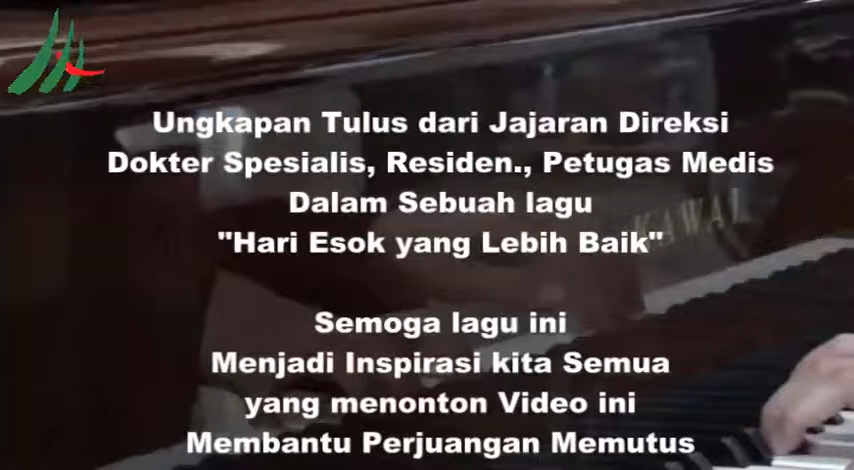 Ungkapan Tulus dari Jajaran Direksi
Dokter Spesialis, Residen., Petugas Medis
Dalam Sebuah lagu
"Hari Esok yang Lebih Baik"
KAWAI
Semoga lagu ini
Menjadi Inspirasi kita Semua
yang menonton Video ini
Membantu Perjuangan Memutus